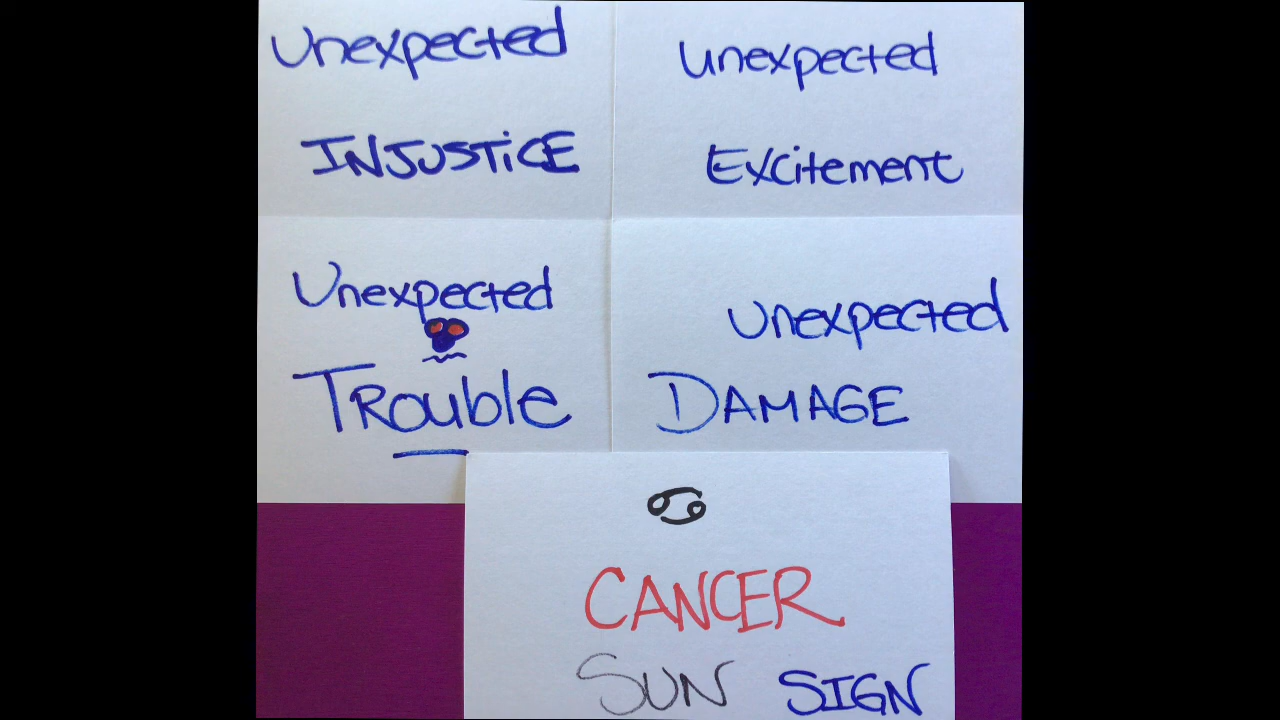 Unexpected
INJUSTiCE
Unexpected
Excitement
Unexpected
TRouble
Unexpected
DAMAGE
♋
CANCER
SUN SIGN